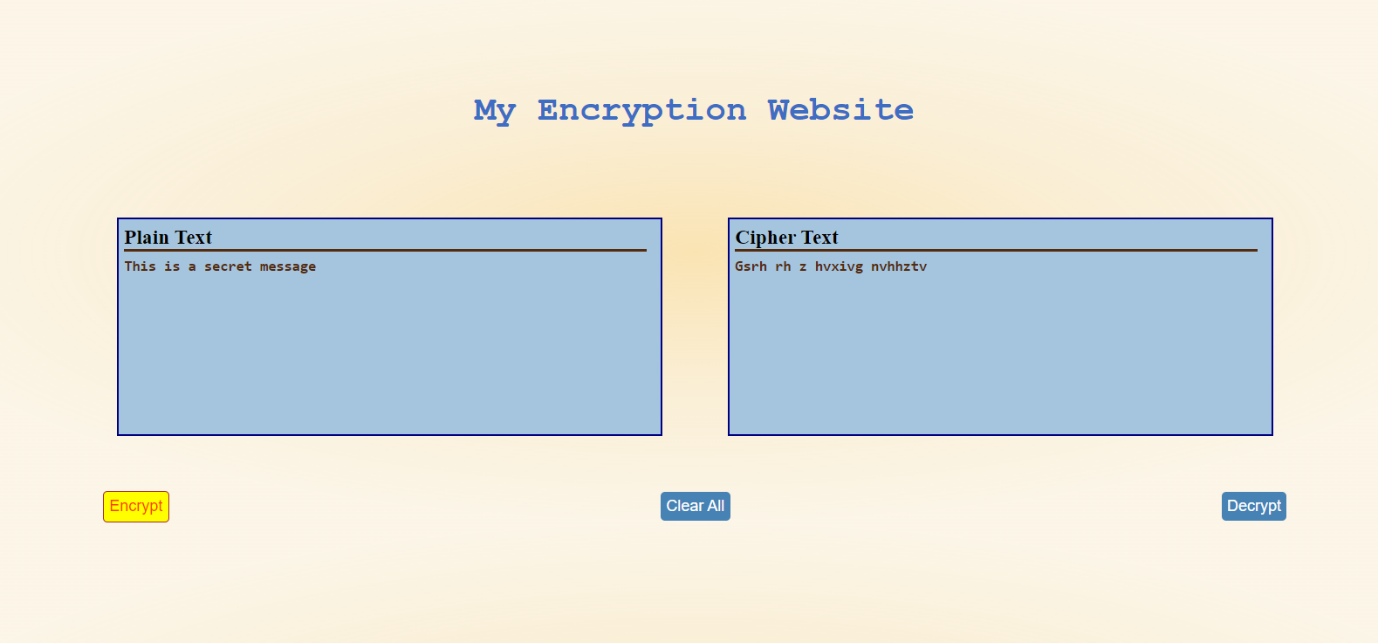 My Encryption Website
Plain Text
This is a secret message
Cipher Text
Gsrh rh z hvxivg nvhhztv
Encrypt
Clear All
Decrypt